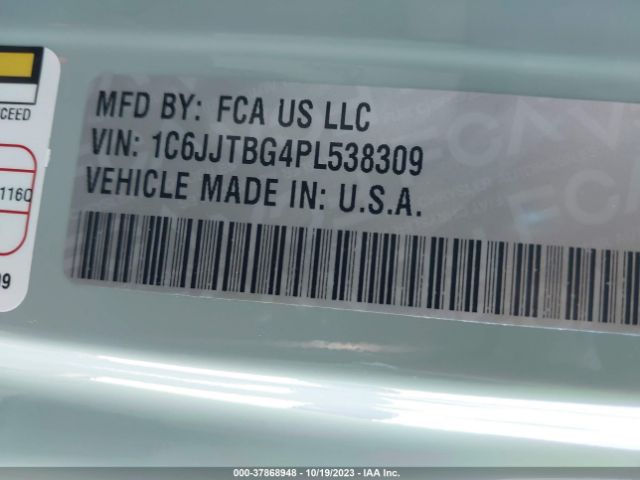 MFD BY: FCA US LLC
VIN: 1C6JJTBG4PL538309
VEHICLE MADE IN: U.S.A.
CEED
1160
09
000-37868948 - 10/19/2023 - IAA Inc.